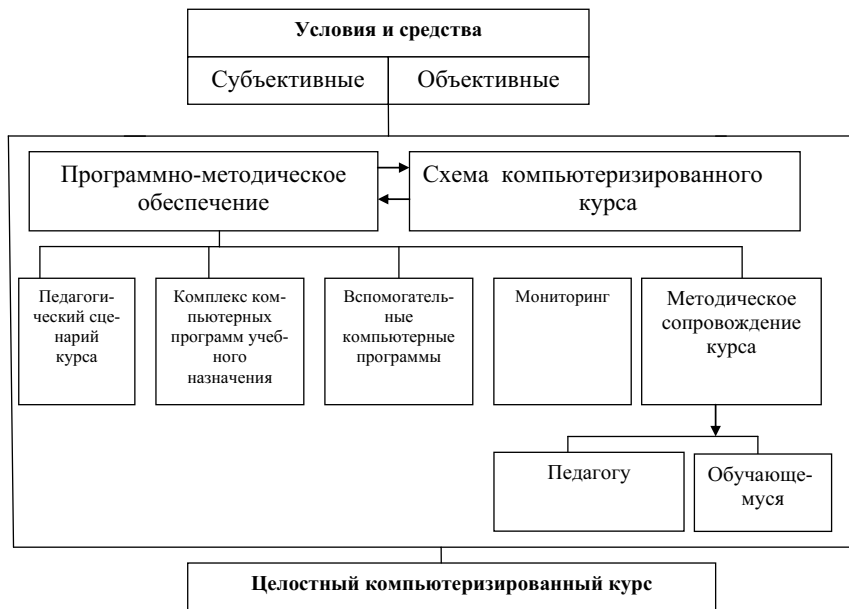 Условия и средства
Субъективные
Объективные
Программно-методическое
обеспечение
Схема компьютеризированного
курса
Педагоги-
ческий сце-
нарий
курса
Комплекс ком-
пьютерных
программ учеб-
ного
назначения
Вспомогатель-
ные
компьютерные
программы
Мониторинг
Методическое
сопровождение
курса
Педагогу
Обучающе-
муся
Целостный компьютеризированный курс